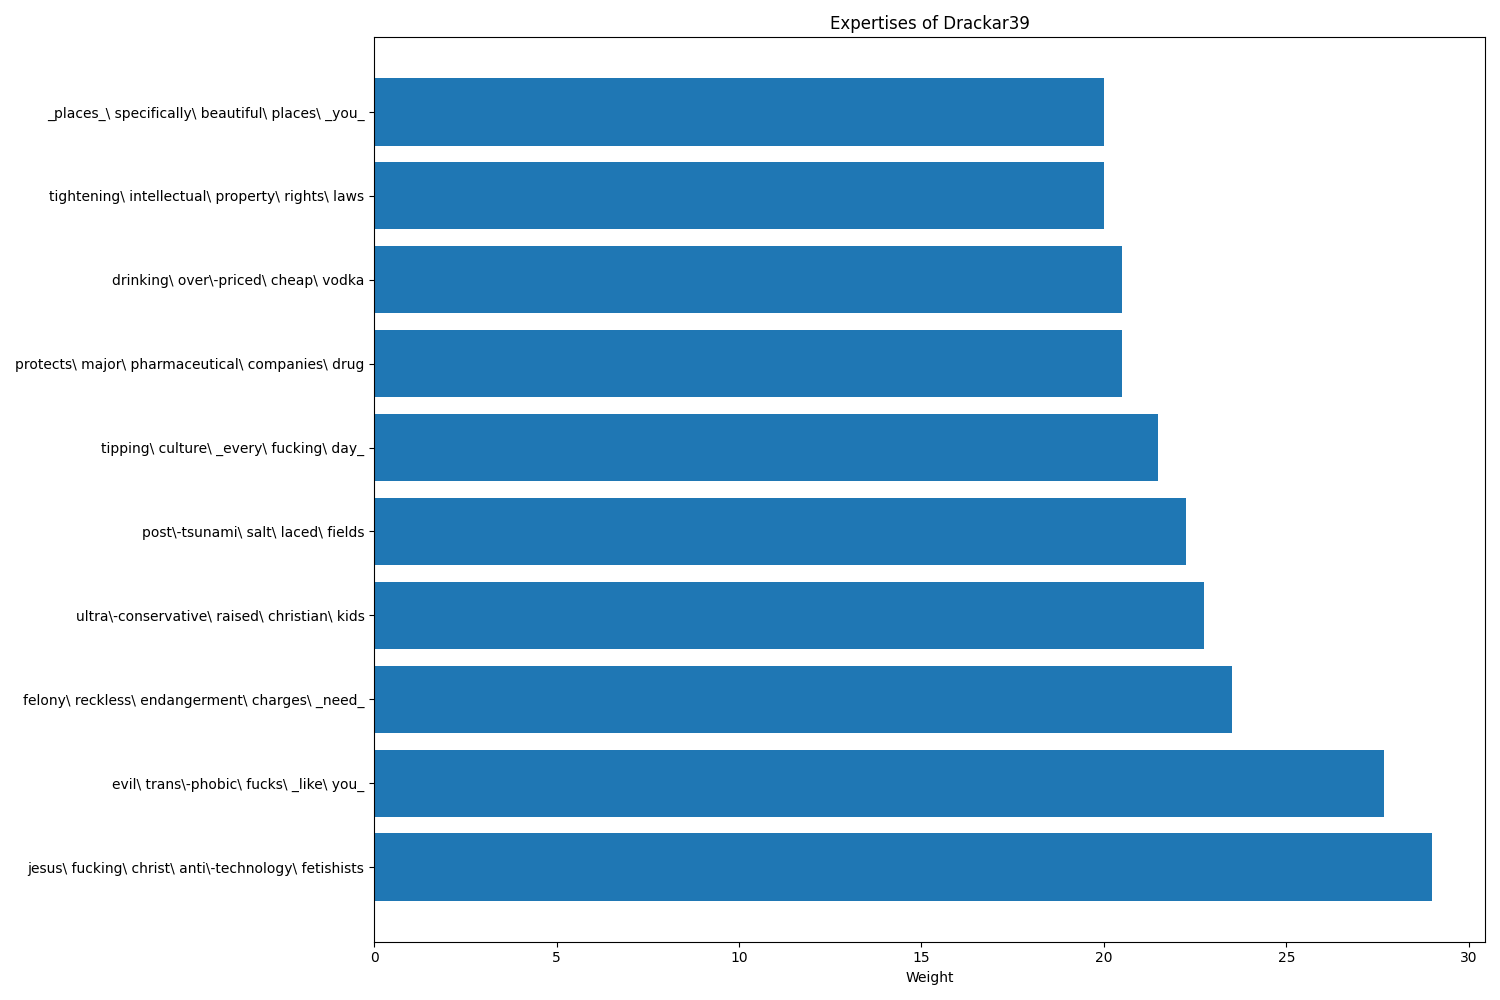 Expertises of Drackar39
_places_\ specifically\ beautiful\ places\ _you_
tightening\ intellectual\ property\ rights\ laws
drinking\ over\-priced\ cheap\ vodka
protects\ major\ pharmaceutical\ companies\ drug
tipping\ culture\ _every\ fucking\ day_
post\-tsunami\ salt\ laced\ fields
ultra\-conservative\ raised\ christian\ kids
felony\ reckless\ endangerment\ charges\ _need_
evil\ trans\-phobic\ fucks\ _like\ you_
jesus\ fucking\ christ\ anti\-technology\ fetishists
0 5 10 15 20 25 30
Weight